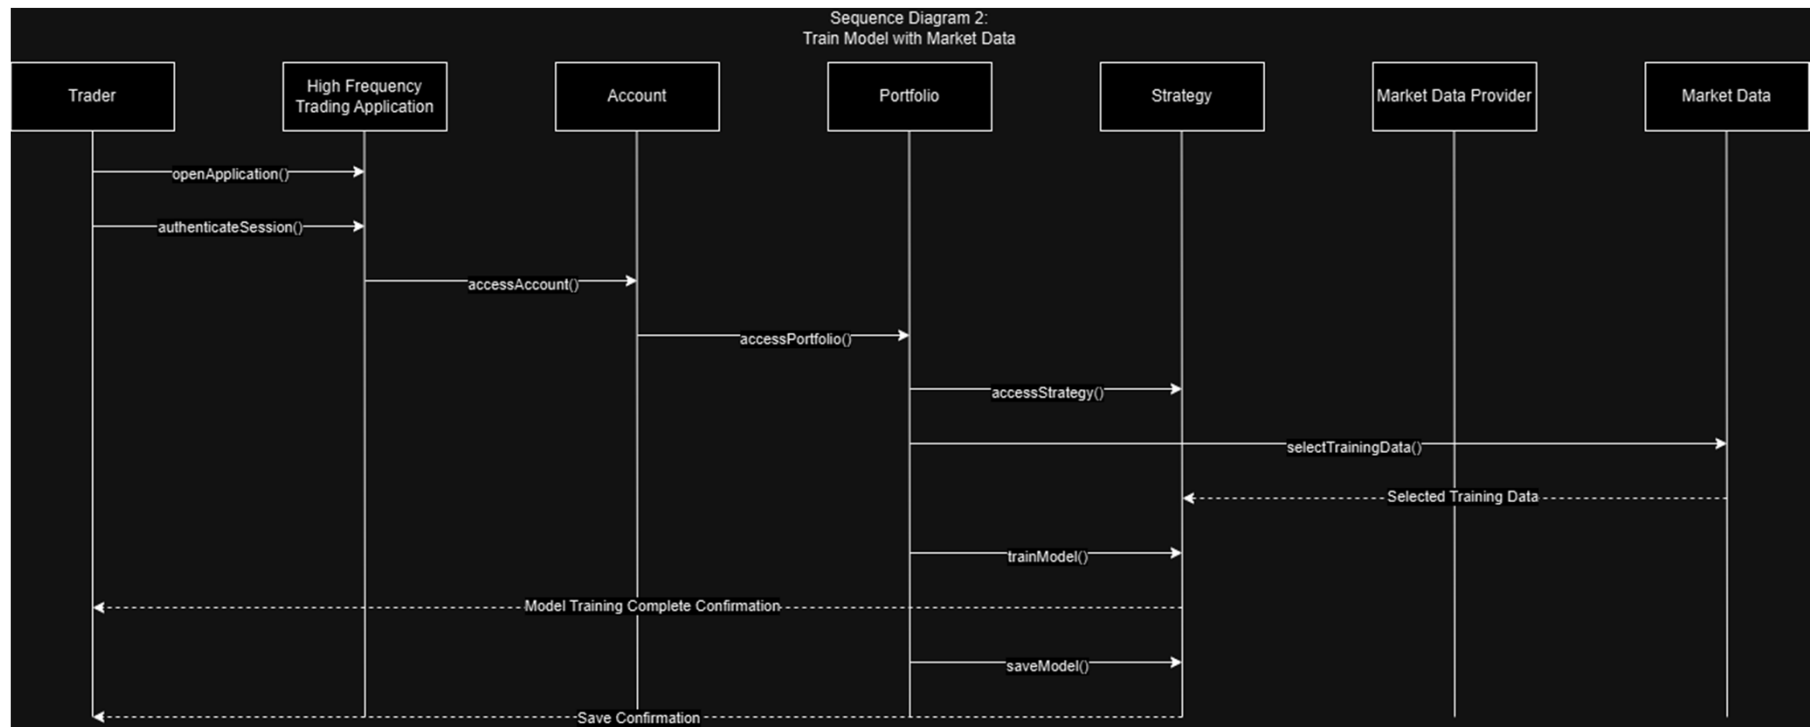 Sequence Diagram 2:
Train Model with Market Data
Trader
High Frequency
Trading Application
Account
Portfolio
Strategy
Market Data Provider
Market Data
openApplication()
authenticateSession()
accessAccount()
accessPortfolio()
accessStrategy()
selectTrainingData()
Selected Training Data
trainModel()
Model Training Complete Confirmation
saveModel()
Save Confirmation